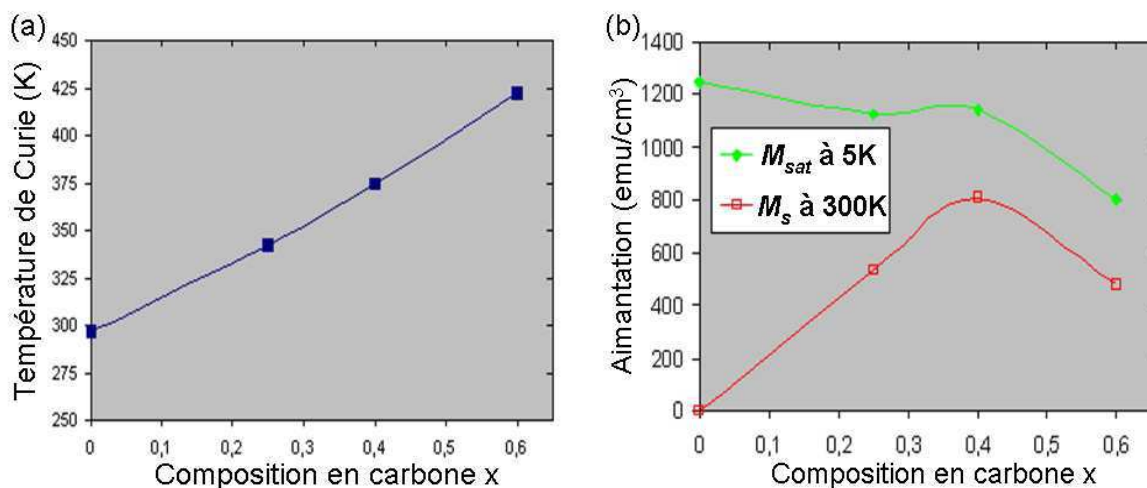 (a)
Température de Curie (K)
450
425
400
375
350
325
300
275
250
0 0,1 0,2 0,3 0,4 0,5 0,6
Composition en carbone x
(b)
Aimantation (emu/cm³)
1400
1200
1000
800
600
400
200
0
Msat à 5K
Ms à 300K
0 0,1 0,2 0,3 0,4 0,5 0,6
Composition en carbone x